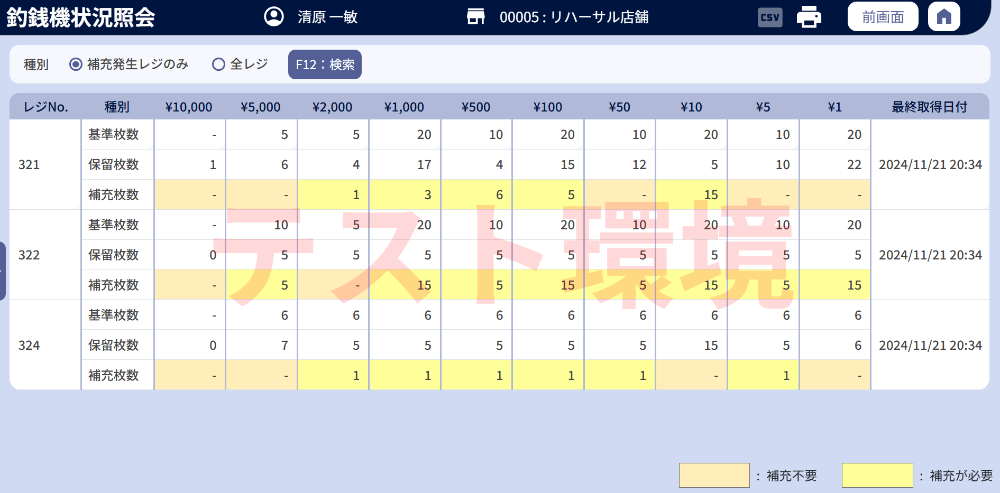 釣銭機状況照会 清原 一敏 00005 : リハーサル店舗 CSV 前画面
種別 補充発生レジのみ 全レジ F12：検索
レジNo. 種別 ¥10,000 ¥5,000 ¥2,000 ¥1,000 ¥500 ¥100 ¥50 ¥10 ¥5 ¥1 最終取得日付
基準枚数 - 5 5 20 10 20 10 20 10 20
321 保留枚数 1 6 4 17 4 15 12 5 10 22 2024/11/21 20:34
補充枚数 - - 1 3 6 5 - 15 - -
基準枚数 - 10 5 20 10 20 10 20 10 20
322 保留枚数 0 5 5 5 5 5 5 5 5 5 2024/11/21 20:34
補充枚数 - 5 - 15 5 15 5 15 5 15
基準枚数 - 6 6 6 6 6 6 6 6 6
324 保留枚数 0 7 5 5 5 5 5 15 5 6 2024/11/21 20:34
補充枚数 - - 1 1 1 1 1 - 1 -
テスト環境
： 補充不要 ： 補充が必要